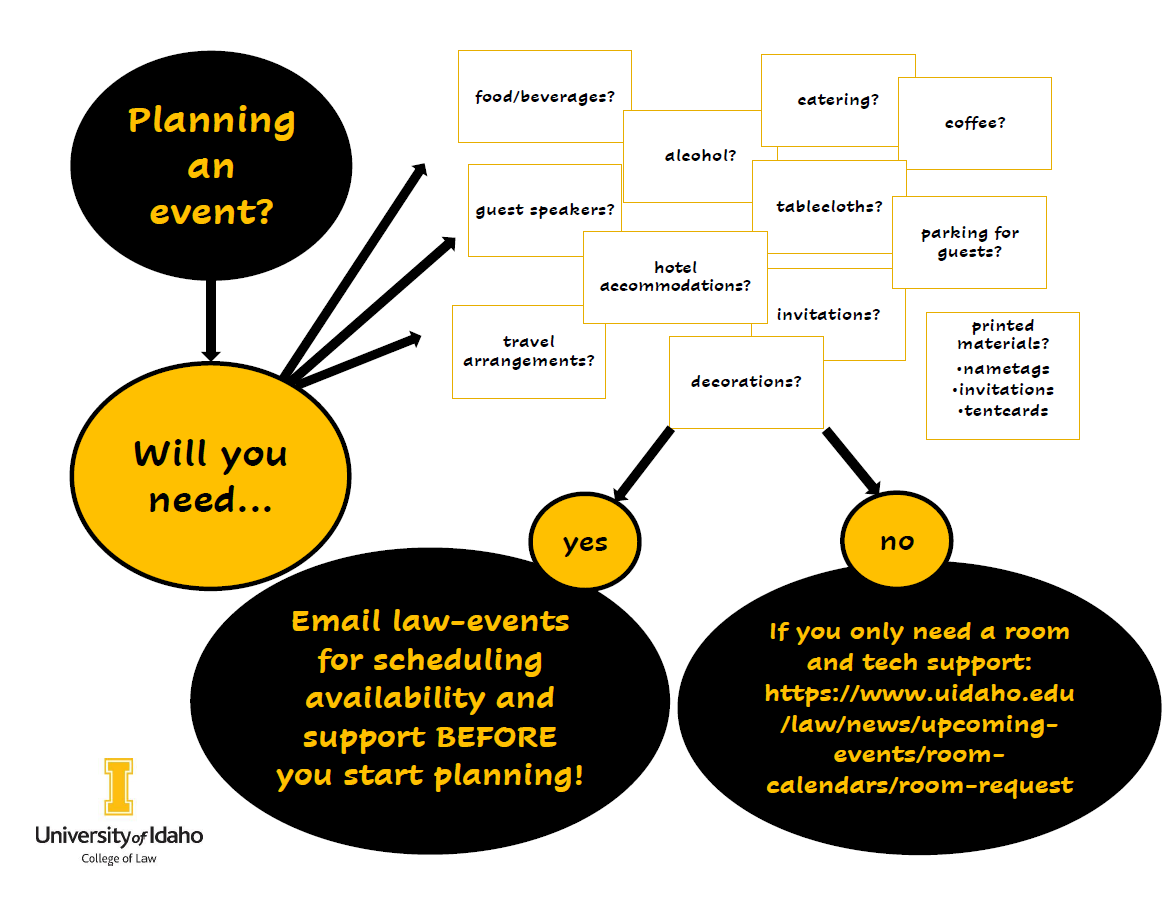 Planning
an
event?
Will you
need...
food/beverages?
alcohol?
catering?
coffee?
guest speakers?
tablecloths?
parking for
guests?
hotel
accommodations?
invitations?
travel
arrangements?
decorations?
printed
materials?
•nametags
•invitations
•tentcards
yes
no
Email law-events
for scheduling
availability and
support BEFORE
you start planning!
If you only need a room
and tech support:
https://www.uidaho.edu
/law/news/upcoming-
events/room-
calendars/room-request
I
University of Idaho
College of Law